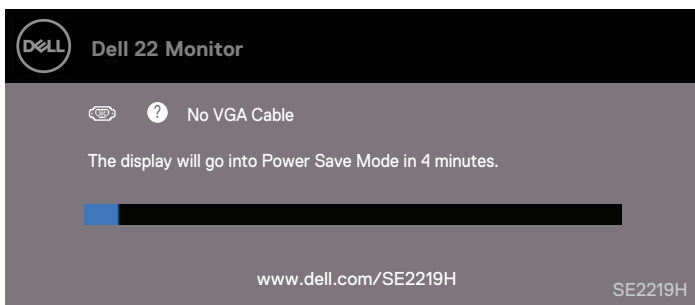 DELL
Dell 22 Monitor
? No VGA Cable
The display will go into Power Save Mode in 4 minutes.
www.dell.com/SE2219H
SE2219H